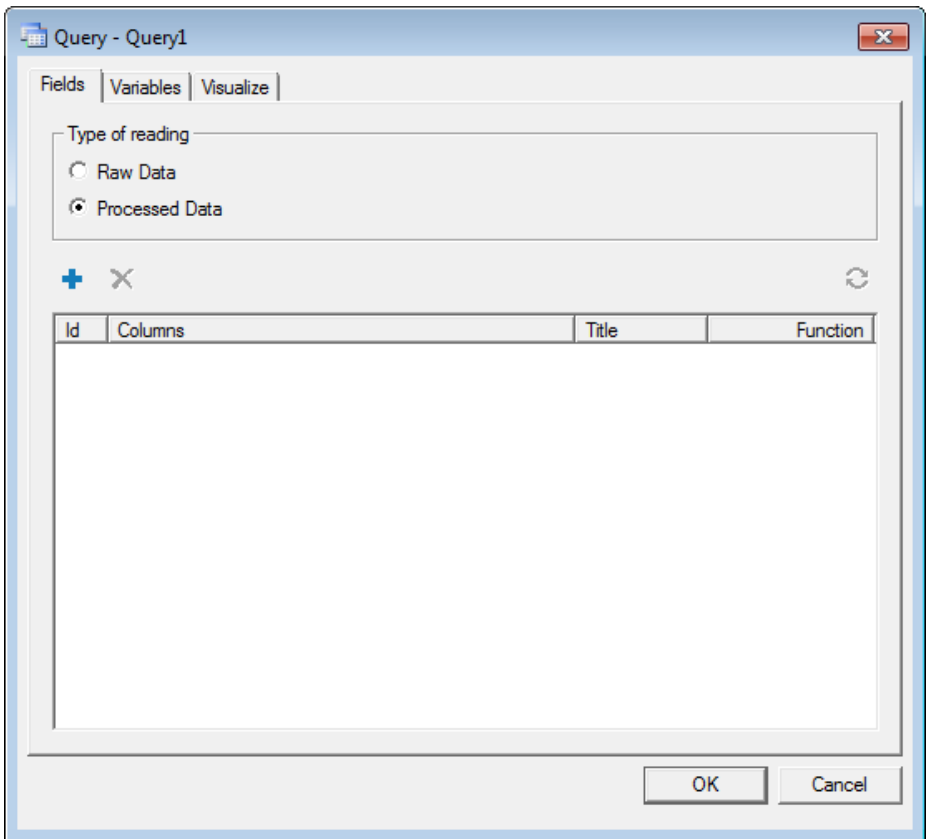 Query - Query1
Fields Variables Visualize
Type of reading
Raw Data
Processed Data
Id Columns Title Function
OK Cancel